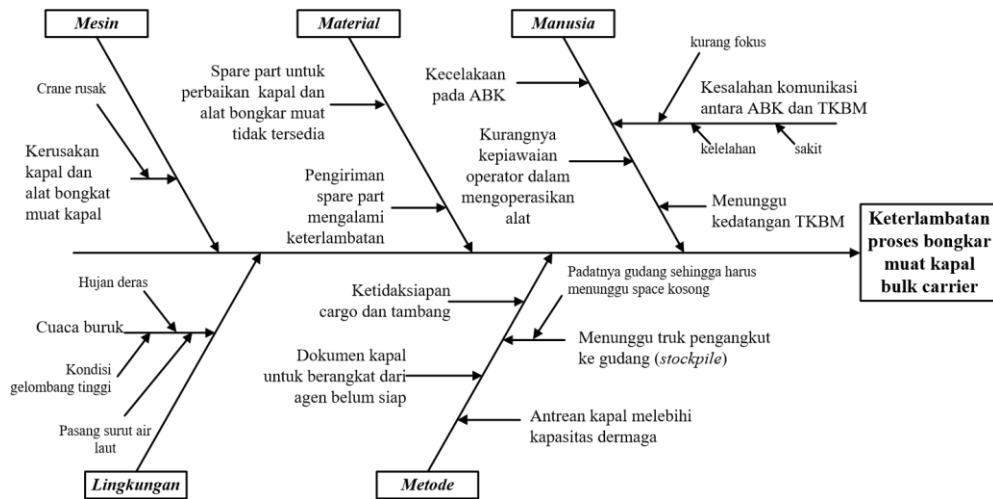 Mesin
Material
Manusia
Crane rusak
Kerusakan
kapal dan
alat bongkat
muat kapal
Spare part untuk
perbaikan kapal dan
alat bongkar muat
tidak tersedia
Pengiriman
spare part
mengalami
keterlambatan
Kecelakaan
pada ABK
Kurangnya
kepiawaian
operator dalam
mengoperasikan
alat
kurang fokus
Kesalahan komunikasi
antara ABK dan TKBM
kelelahan
sakit
Menunggu
kedatangan TKBM
Keterlambatan
proses bongkar
muat kapal
bulk carrier
Hujan deras
Cuaca buruk
Kondisi
gelombang tinggi
Pasang surut air
laut
Ketidaksiapan
cargo dan tambang
Dokumen kapal
untuk berangkat dari
agen belum siap
Padatnya gudang sehingga harus
menunggu space kosong
Menunggu truk pengangkut
ke gudang (stockpile)
Antrean kapal melebihi
kapasitas dermaga
Lingkungan
Metode